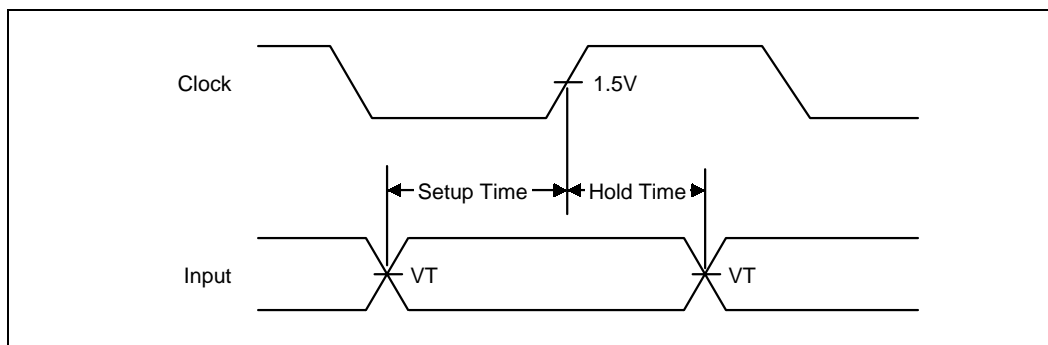 Clock
1.5V
Setup Time
Hold Time
Input
VT
VT